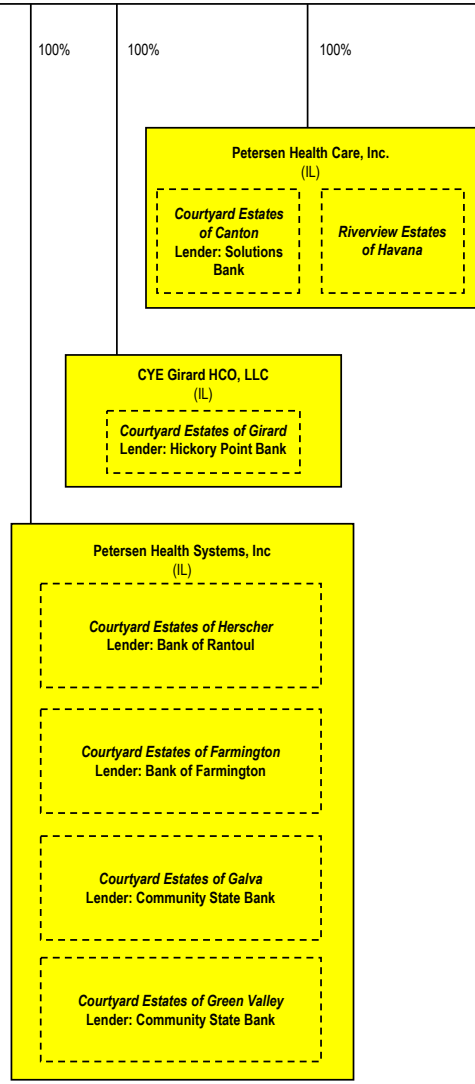 100%
100%
100%
Petersen Health Care, Inc.
(IL)
Courtyard Estates
of Canton
Lender: Solutions
Bank
Riverview Estates
of Havana
CYE Girard HCO, LLC
(IL)
Courtyard Estates of Girard
Lender: Hickory Point Bank
Petersen Health Systems, Inc
(IL)
Courtyard Estates of Herscher
Lender: Bank of Rantoul
Courtyard Estates of Farmington
Lender: Bank of Farmington
Courtyard Estates of Galva
Lender: Community State Bank
Courtyard Estates of Green Valley
Lender: Community State Bank